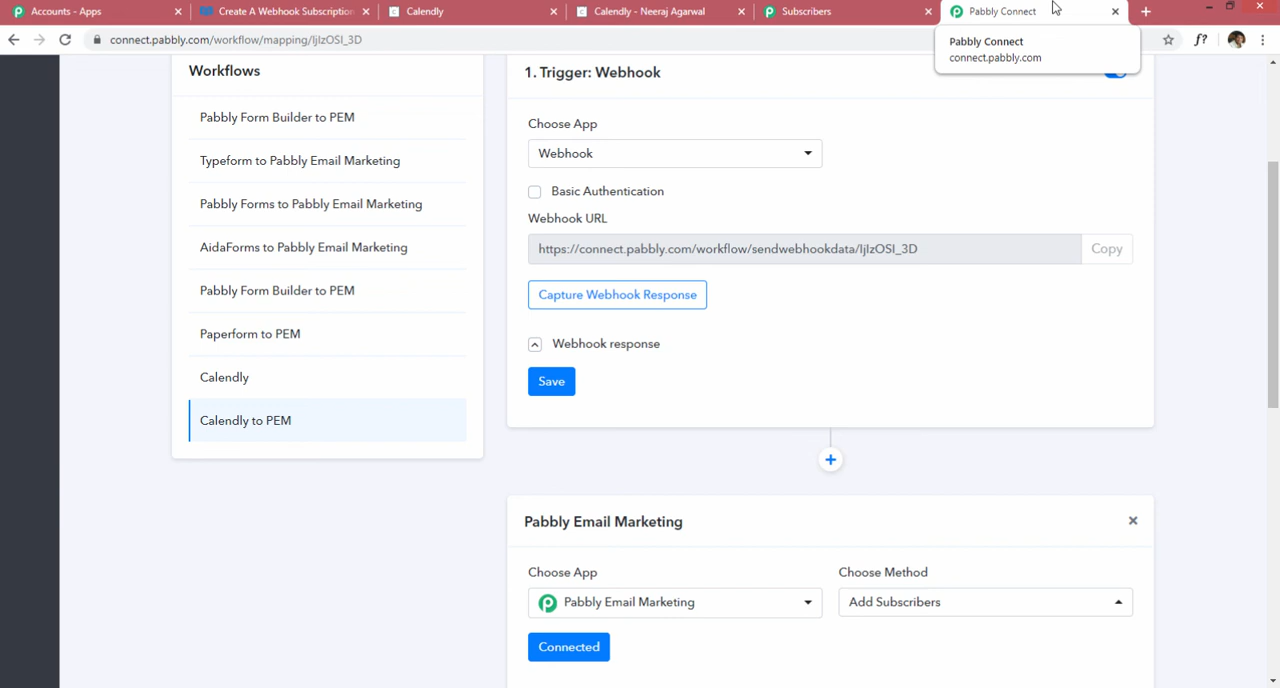 Accounts - Apps
Create A Webhook Subscription
Calendly
Calendly - Neeraj Agarwal
Subscribers
Pabbly Connect
connect.pabbly.com/workflow/mapping/IjIzOSI_3D
f?
Pabbly Connect
connect.pabbly.com
Workflows
Pabbly Form Builder to PEM
Typeform to Pabbly Email Marketing
Pabbly Forms to Pabbly Email Marketing
AidaForms to Pabbly Email Marketing
Pabbly Form Builder to PEM
Paperform to PEM
Calendly
Calendly to PEM
1. Trigger: Webhook
Choose App
Webhook
Basic Authentication
Webhook URL
https://connect.pabbly.com/workflow/sendwebhookdata/IjIzOSI_3D
Copy
Capture Webhook Response
Webhook response
Save
Pabbly Email Marketing
Choose App
Choose Method
Pabbly Email Marketing
Add Subscribers
Connected